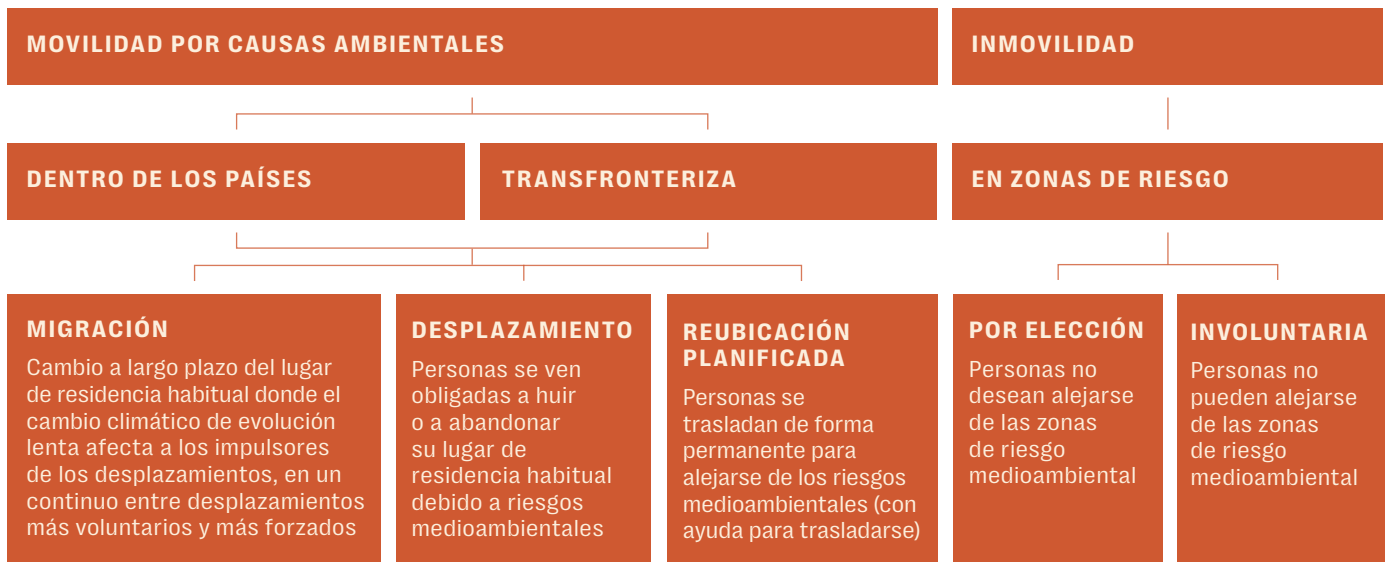 MOVILIDAD POR CAUSAS AMBIENTALES
INMOVILIDAD
DENTRO DE LOS PAÍSES
TRANSFRONTERIZA
EN ZONAS DE RIESGO
MIGRACIÓN
Cambio a largo plazo del lugar
de residencia habitual donde el
cambio climático de evolución
lenta afecta a los impulsores
de los desplazamientos, en un
continuo entre desplazamientos
más voluntarios y más forzados
DESPLAZAMIENTO
Personas se ven
obligadas a huir
o a abandonar
su lugar de
residencia habitual
debido a riesgos
medioambientales
REUBICACIÓN
PLANIFICADA
Personas se
trasladan de forma
permanente para
alejarse de los riesgos
medioambientales (con
ayuda para trasladarse)
POR ELECCIÓN
Personas no
desean alejarse
de las zonas
de riesgo
medioambiental
INVOLUNTARIA
Personas no
pueden alejarse
de las zonas
de riesgo
medioambiental